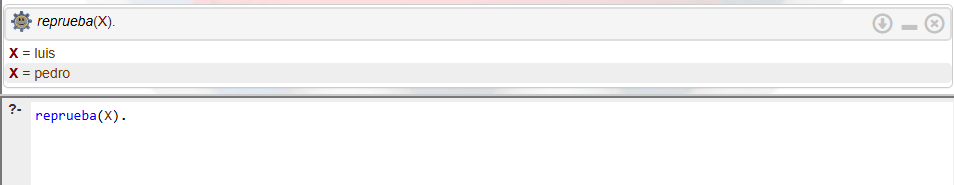 reprueba(X).
X = luis
X = pedro
?- reprueba(X).